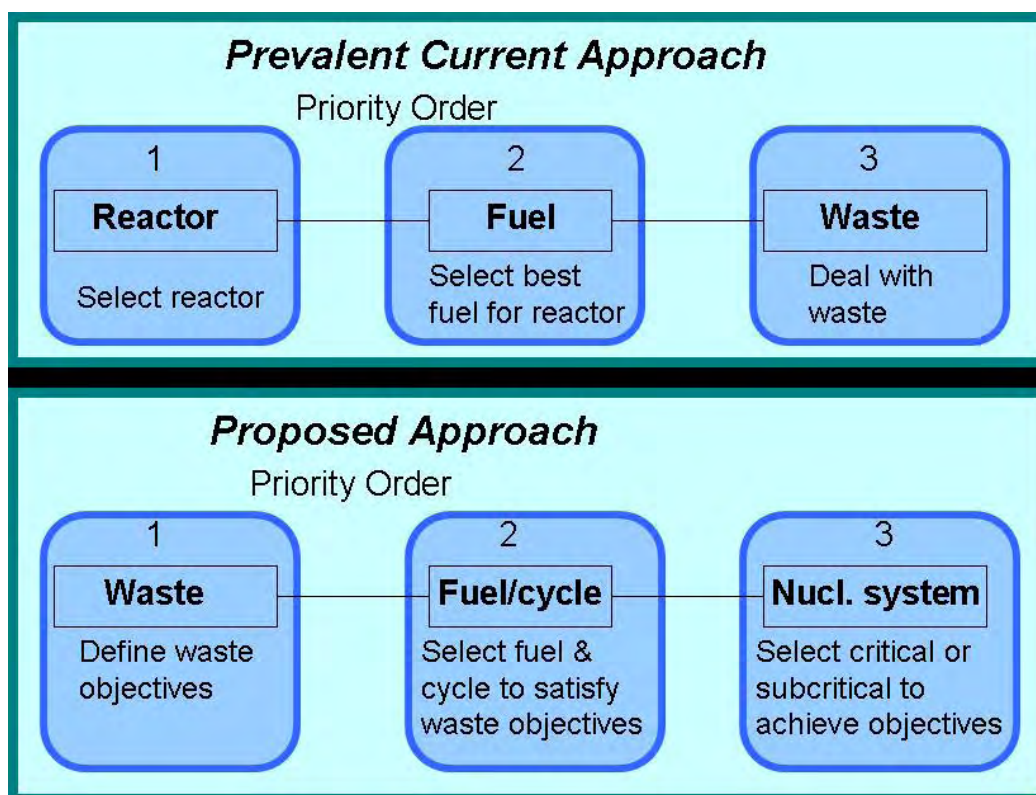 Prevalent Current Approach
Priority Order
1
Reactor
Select reactor
2
Fuel
Select best
fuel for reactor
3
Waste
Deal with
waste
Proposed Approach
Priority Order
1
Waste
Define waste
objectives
2
Fuel/cycle
Select fuel &
cycle to satisfy
waste objectives
3
Nucl. system
Select critical or
subcritical to
achieve objectives